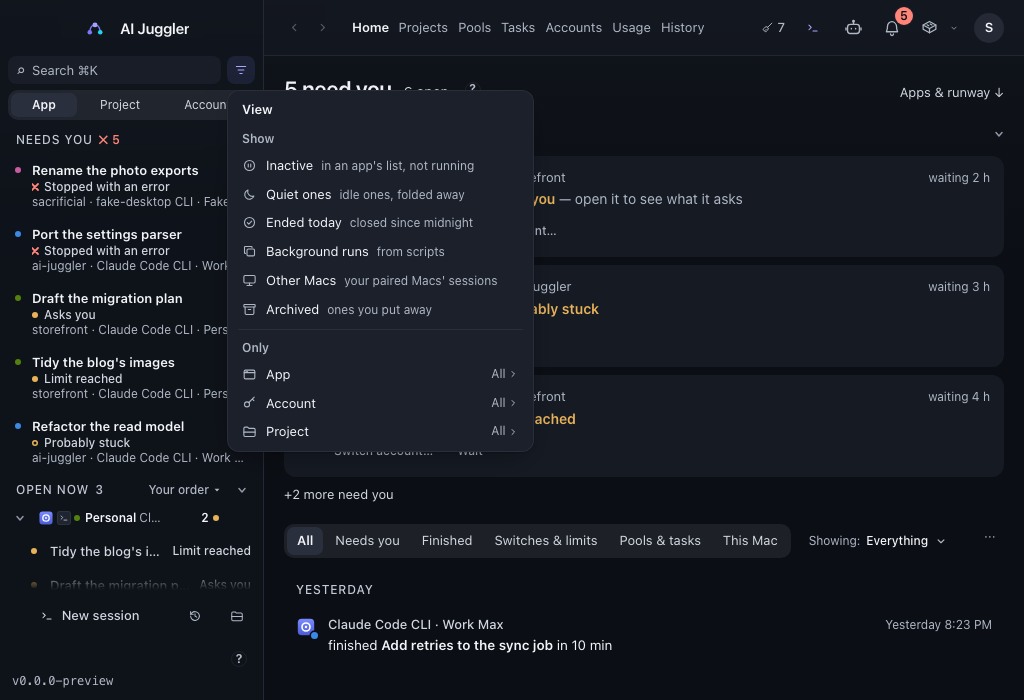 AI Juggler
Search ⌘K
App Project Accoun
NEEDS YOU 5
Rename the photo exports
Stopped with an error
sacrificial · fake-desktop CLI · Fake
Port the settings parser
Stopped with an error
ai-juggler · Claude Code CLI · Work
Draft the migration plan
Asks you
storefront · Claude Code CLI · Pers
Tidy the blog's images
Limit reached
storefront · Claude Code CLI · Pers
Refactor the read model
Probably stuck
ai-juggler · Claude Code CLI · Work ...
OPEN NOW 3 Your order
Personal Cl... 2
Tidy the blog's i... Limit reached
Draft the migration p... Asks you
New session
?
v0.0.0-preview
Home Projects Pools Tasks Accounts Usage History
7
5
S
5 need you 6 open ?
Apps & runway ↓
View
Show
Inactive in an app's list, not running
Quiet ones idle ones, folded away
Ended today closed since midnight
Background runs from scripts
Other Macs your paired Macs' sessions
Archived ones you put away
Only
App All ›
Account All ›
Project All ›
efront waiting 2 h
you — open it to see what it asks
nt...
uggler waiting 3 h
ably stuck
efront waiting 4 h
ached
Switch account... Wait
+2 more need you
All Needs you Finished Switches & limits Pools & tasks This Mac
Showing: Everything
...
YESTERDAY
Claude Code CLI · Work Max Yesterday 8:23 PM
finished Add retries to the sync job in 10 min